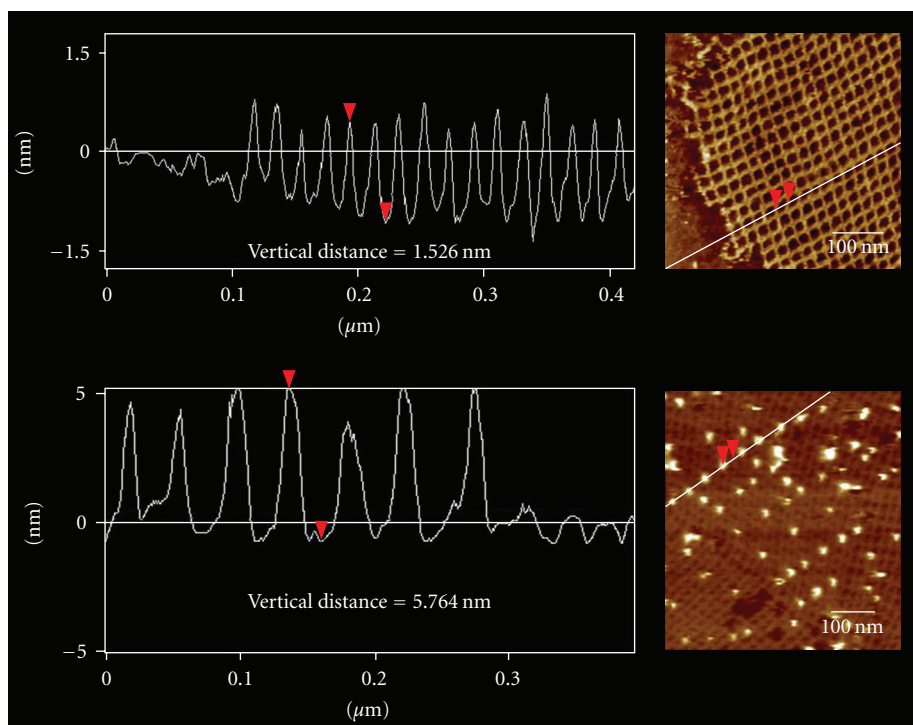 1.5
0
−1.5
(nm)
Vertical distance = 1.526 nm
0
0.1
0.2
0.3
0.4
(μm)
100 nm
5
0
−5
(nm)
Vertical distance = 5.764 nm
0
0.1
0.2
0.3
(μm)
100 nm